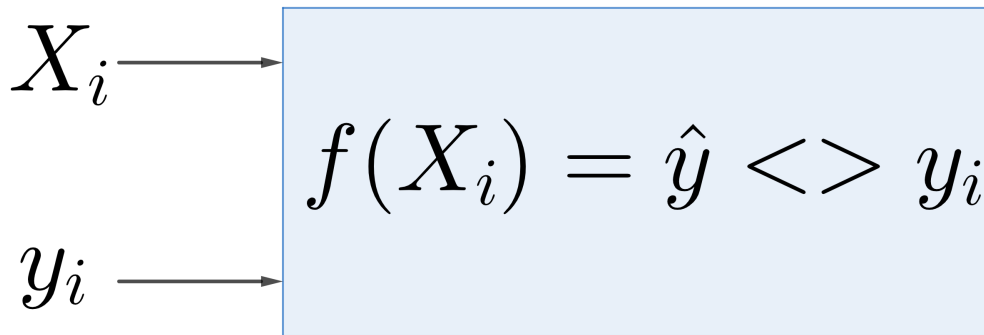 X_i
f(X_i) = ŷ <> y_i
y_i